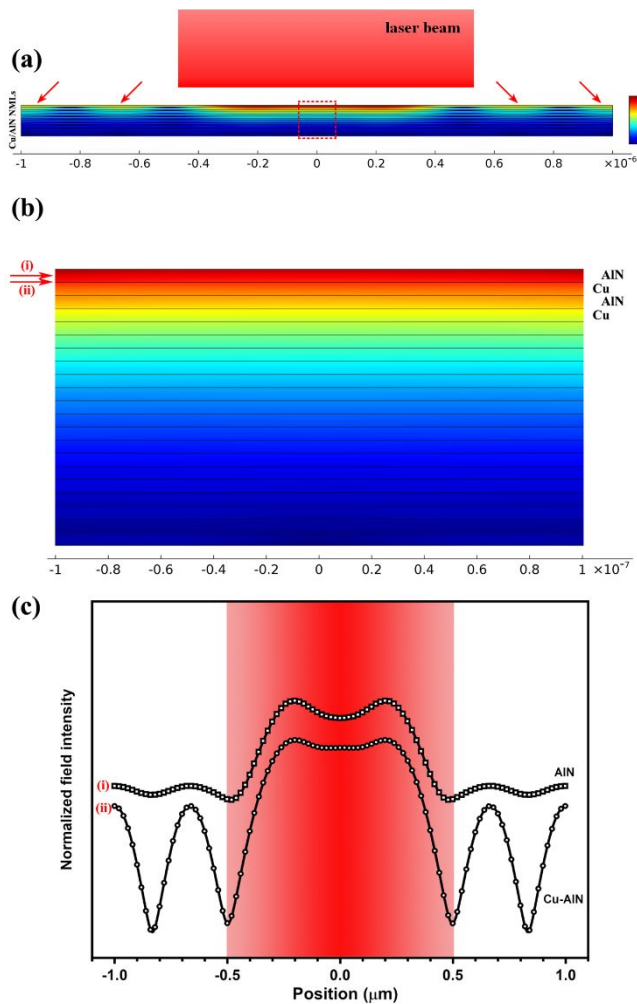 (a)
laser beam
Cu/AlN NMLs
-1 -0.8 -0.6 -0.4 -0.2 0 0.2 0.4 0.6 0.8 ×10⁻⁶
(b)
(i)
(ii)
AlN
Cu
AlN
Cu
-1 -0.8 -0.6 -0.4 -0.2 0 0.2 0.4 0.6 0.8 1 ×10⁻⁷
(c)
Normalized field intensity
(i)
(ii)
AlN
Cu-AlN
-1.0 -0.5 0.0 0.5 1.0
Position (μm)